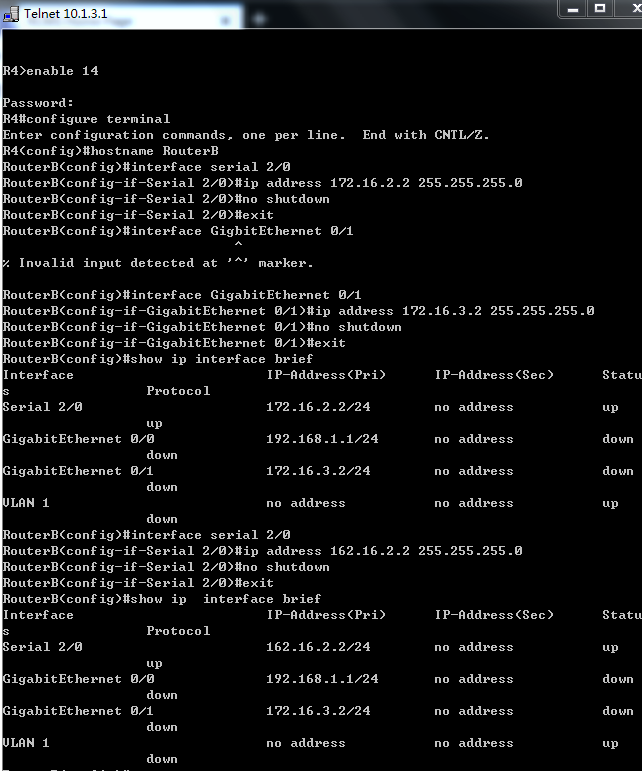 Telnet 10.1.3.1
R4>enable 14
Password:
R4#configure terminal
Enter configuration commands, one per line.  End with CNTL/Z.
R4(config)#hostname RouterB
RouterB(config)#interface serial 2/0
RouterB(config-if-Serial 2/0)#ip address 172.16.2.2 255.255.255.0
RouterB(config-if-Serial 2/0)#no shutdown
RouterB(config-if-Serial 2/0)#exit
RouterB(config)#interface GigbitEthernet 0/1
^
% Invalid input detected at '^' marker.
RouterB(config)#interface GigabitEthernet 0/1
RouterB(config-if-GigabitEthernet 0/1)#ip address 172.16.3.2 255.255.255.0
RouterB(config-if-GigabitEthernet 0/1)#no shutdown
RouterB(config-if-GigabitEthernet 0/1)#exit
RouterB(config)#show ip interface brief
Interface                        IP-Address(Pri)      IP-Address(Sec)      Statu
s                 Protocol
Serial 2/0                       172.16.2.2/24        no address           up
up
GigabitEthernet 0/0              192.168.1.1/24       no address           down
down
GigabitEthernet 0/1              172.16.3.2/24        no address           down
down
VLAN 1                           no address           no address           up
down
RouterB(config)#interface serial 2/0
RouterB(config-if-Serial 2/0)#ip address 162.16.2.2 255.255.255.0
RouterB(config-if-Serial 2/0)#no shutdown
RouterB(config-if-Serial 2/0)#exit
RouterB(config)#show ip  interface brief
Interface                        IP-Address(Pri)      IP-Address(Sec)      Statu
s                 Protocol
Serial 2/0                       162.16.2.2/24        no address           up
up
GigabitEthernet 0/0              192.168.1.1/24       no address           down
down
GigabitEthernet 0/1              172.16.3.2/24        no address           down
down
VLAN 1                           no address           no address           up
down